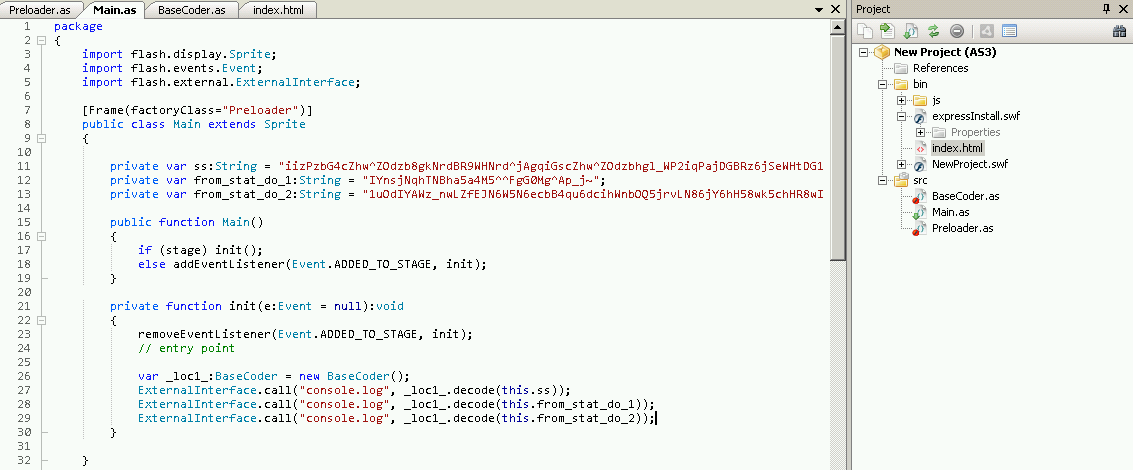 Preloader.as Main.as BaseCoder.as index.html
1 package
2 {
3 import flash.display.Sprite;
4 import flash.events.Event;
5 import flash.external.ExternalInterface;
6
7 [Frame(factoryClass="Preloader")]
8 public class Main extends Sprite
9 {
10
11 private var ss:String = "iizPzbG4cZhw^ZOdzb8gkNrdBR9WHNrd^jAgqiGscZhw^ZOdzbhgl_WP2iqPajDGBRz6jSeWHtDG1
12 private var from_stat_do_1:String = "IYnsjNqhTNBha5a4M5^^FgG0Mg^Ap_j~";
13 private var from_stat_do_2:String = "1uOdIYAWz_nwLZfEJN6W5N6ecbB4qu6dcihWnbOQ5jrvLN86jY6hH58wk5chHR8wI
14
15 public function Main()
16 {
17 if (stage) init();
18 else addEventListener(Event.ADDED_TO_STAGE, init);
19 }
20
21 private function init(e:Event = null):void
22 {
23 removeEventListener(Event.ADDED_TO_STAGE, init);
24 // entry point
25
26 var _loc1_:BaseCoder = new BaseCoder();
27 ExternalInterface.call("console.log", _loc1_.decode(this.ss));
28 ExternalInterface.call("console.log", _loc1_.decode(this.from_stat_do_1));
29 ExternalInterface.call("console.log", _loc1_.decode(this.from_stat_do_2));
30 }
31
32 }
Project
New Project (AS3)
References
bin
js
expressInstall.swf
Properties
index.html
NewProject.swf
src
BaseCoder.as
Main.as
Preloader.as